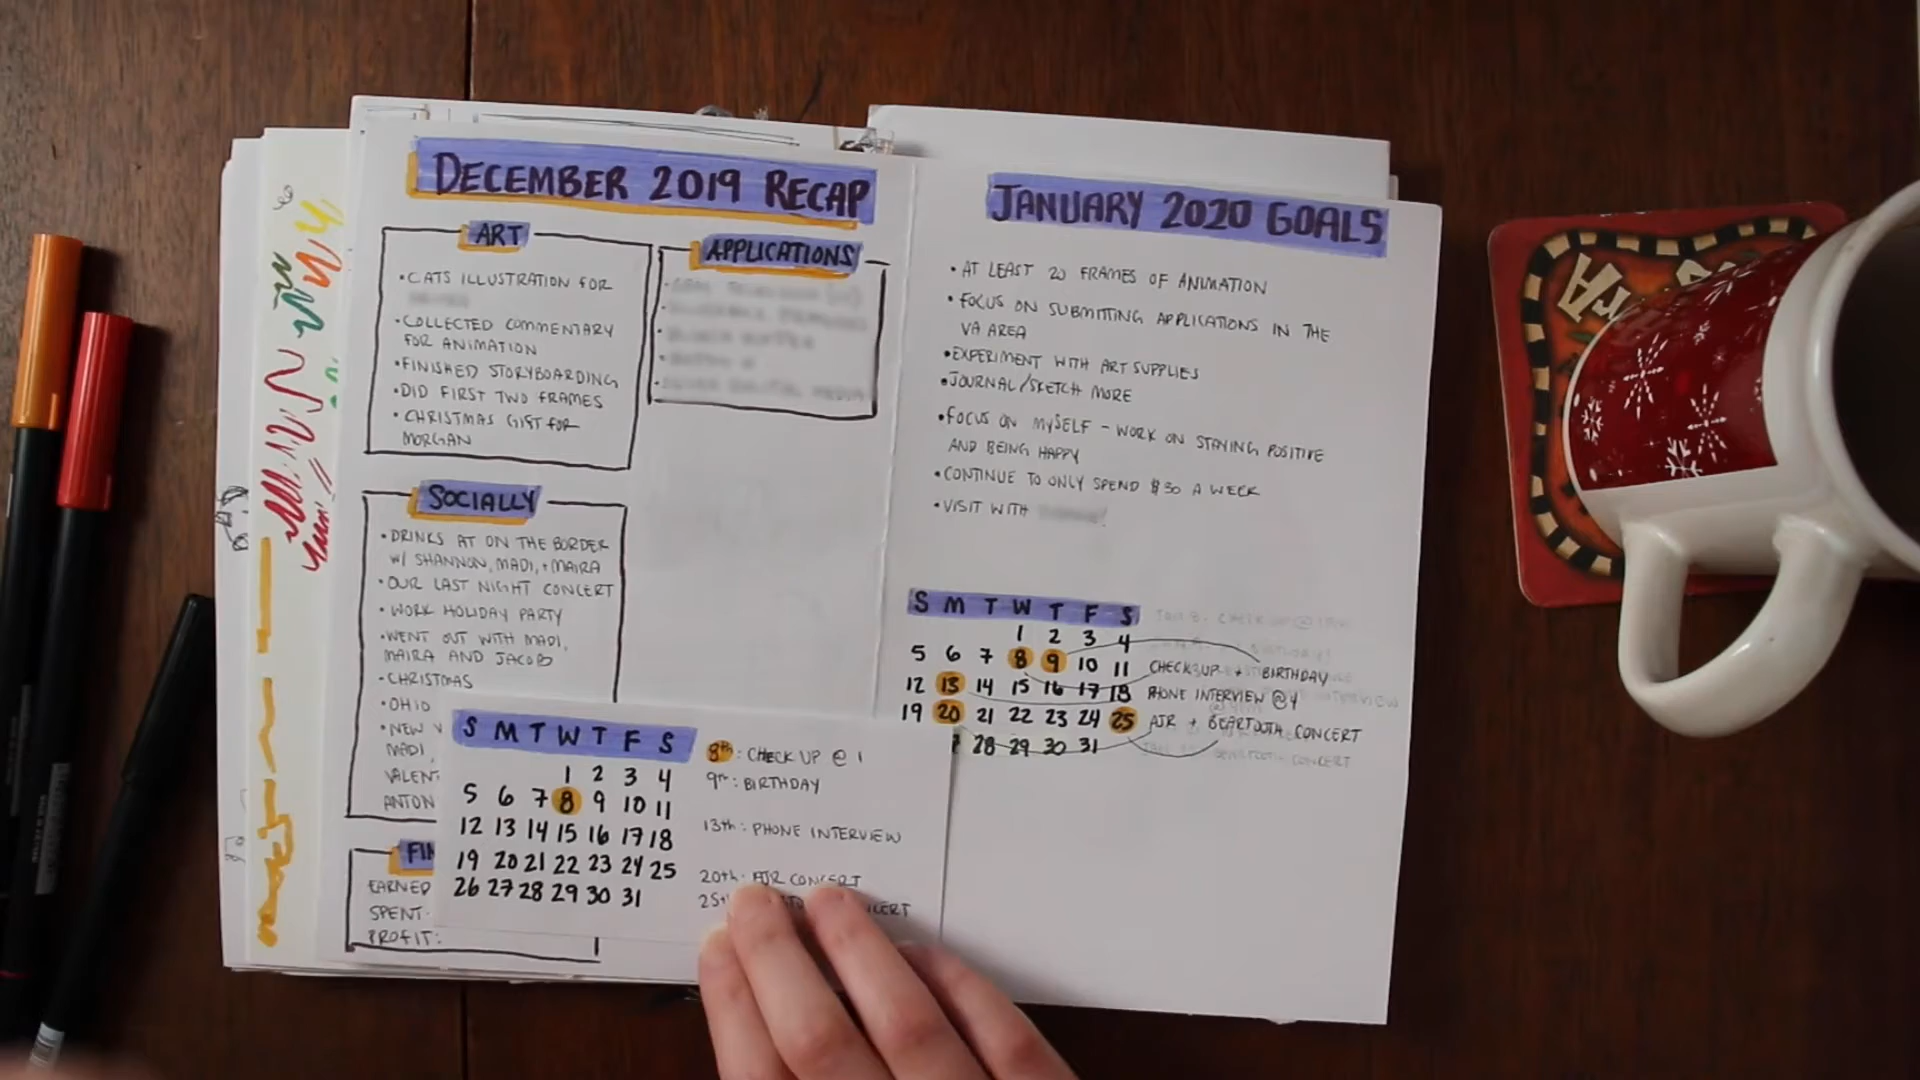 DECEMBER 2019 RECAP
ART
• CATS ILLUSTRATION FOR
• COLLECTED COMMENTARY
FOR ANIMATION
• FINISHED STORYBOARDING
• DID FIRST TWO FRAMES
• CHRISTMAS GIFT FOR
MORGAN
APPLICATIONS
SOCIALLY
• DRINKS AT ON THE BORDER
W/ SHANNON, MADI, + MAIRA
• OUR LAST NIGHT CONCERT
• WORK HOLIDAY PARTY
• WENT OUT WITH MADI,
MAIRA AND JACOB
• CHRISTMAS
• OHIO
• NEW
MADI,
VALENT
ANTON
FIN
EARNED
SPENT
PROFIT:
S M T W T F S
1 2 3 4
5 6 7 8 9 10 11
12 13 14 15 16 17 18
19 20 21 22 23 24 25
26 27 28 29 30 31
8th: CHECK UP @ 1
9th: BIRTHDAY
13th: PHONE INTERVIEW
20th: AJR CONCERT
JANUARY 2020 GOALS
• AT LEAST 20 FRAMES OF ANIMATION
• FOCUS ON SUBMITTING APPLICATIONS IN THE
VA AREA
• EXPERIMENT WITH ART SUPPLIES
• JOURNAL/SKETCH MORE
• FOCUS ON MYSELF - WORK ON STAYING POSITIVE
AND BEING HAPPY
• CONTINUE TO ONLY SPEND $30 A WEEK
• VISIT WITH
S M T W T F S
1 2 3 4
5 6 7 8 9 10 11 CHECK UP + BIRTHDAY
12 13 14 15 16 17 18 PHONE INTERVIEW @ 4
19 20 21 22 23 24 25 AJR + BEARTOOTH CONCERT
28 29 30 31